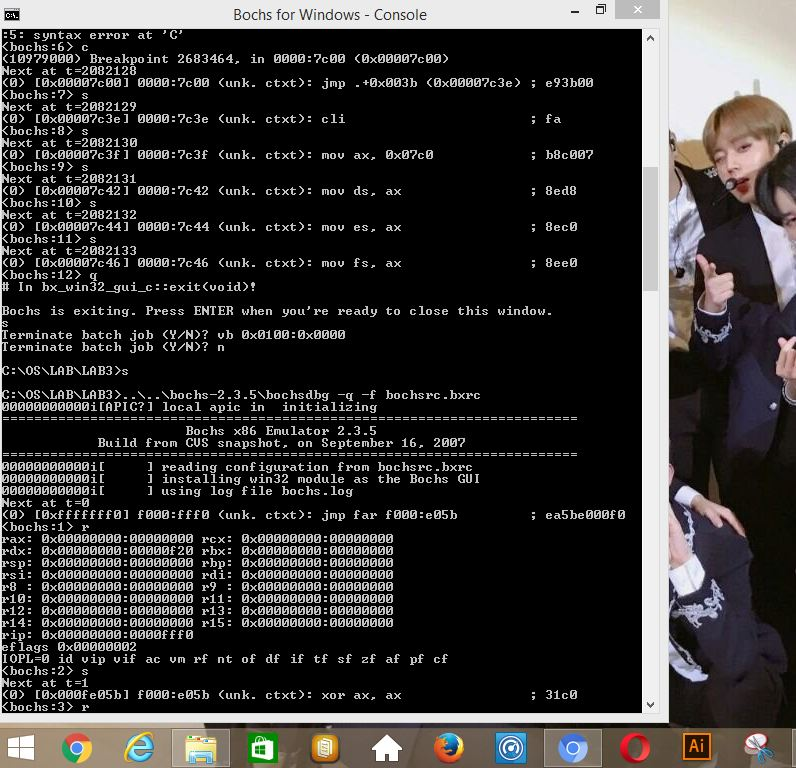 Bochs for Windows - Console
:5: syntax error at 'C'
<bochs:6> c
(10979000) Breakpoint 2683464, in 0000:7c00 (0x00007c00)
Next at t=2082128
(0) [0x00007c00] 0000:7c00 (unk. ctxt): jmp .+0x003b (0x00007c3e) ; e93b00
<bochs:7> s
Next at t=2082129
(0) [0x00007c3e] 0000:7c3e (unk. ctxt): cli ; fa
<bochs:8> s
Next at t=2082130
(0) [0x00007c3f] 0000:7c3f (unk. ctxt): mov ax, 0x07c0 ; b8c007
<bochs:9> s
Next at t=2082131
(0) [0x00007c42] 0000:7c42 (unk. ctxt): mov ds, ax ; 8ed8
<bochs:10> s
Next at t=2082132
(0) [0x00007c44] 0000:7c44 (unk. ctxt): mov es, ax ; 8ec0
<bochs:11> s
Next at t=2082133
(0) [0x00007c46] 0000:7c46 (unk. ctxt): mov fs, ax ; 8ee0
<bochs:12> q
# In bx_win32_gui_c::exit(void)!
Bochs is exiting. Press ENTER when you're ready to close this window.
s
Terminate batch job (Y/N)? vb 0x0100:0x0000
Terminate batch job (Y/N)? n
C:\OS\LAB\LAB3>s
C:\OS\LAB\LAB3>..\..\bochs-2.3.5\bochsdbg -q -f bochsrc.bxrc
00000000000i[APIC?] local apic in  initializing
========================================================================
Bochs x86 Emulator 2.3.5
Build from CVS snapshot, on September 16, 2007
========================================================================
00000000000i[     ] reading configuration from bochsrc.bxrc
00000000000i[     ] installing win32 module as the Bochs GUI
00000000000i[     ] using log file bochs.log
Next at t=0
(0) [0xfffffff0] f000:fff0 (unk. ctxt): jmp far f000:e05b ; ea5be000f0
<bochs:1> r
rax: 0x00000000:00000000 rcx: 0x00000000:00000000
rdx: 0x00000000:00000f20 rbx: 0x00000000:00000000
rsp: 0x00000000:00000000 rbp: 0x00000000:00000000
rsi: 0x00000000:00000000 rdi: 0x00000000:00000000
r8 : 0x00000000:00000000 r9 : 0x00000000:00000000
r10: 0x00000000:00000000 r11: 0x00000000:00000000
r12: 0x00000000:00000000 r13: 0x00000000:00000000
r14: 0x00000000:00000000 r15: 0x00000000:00000000
rip: 0x00000000:0000fff0
eflags 0x00000002
IOPL=0 id vip vif ac vm rf nt of df if tf sf zf af pf cf
<bochs:2> s
Next at t=1
(0) [0x000fe05b] f000:e05b (unk. ctxt): xor ax, ax ; 31c0
<bochs:3> r
Ai